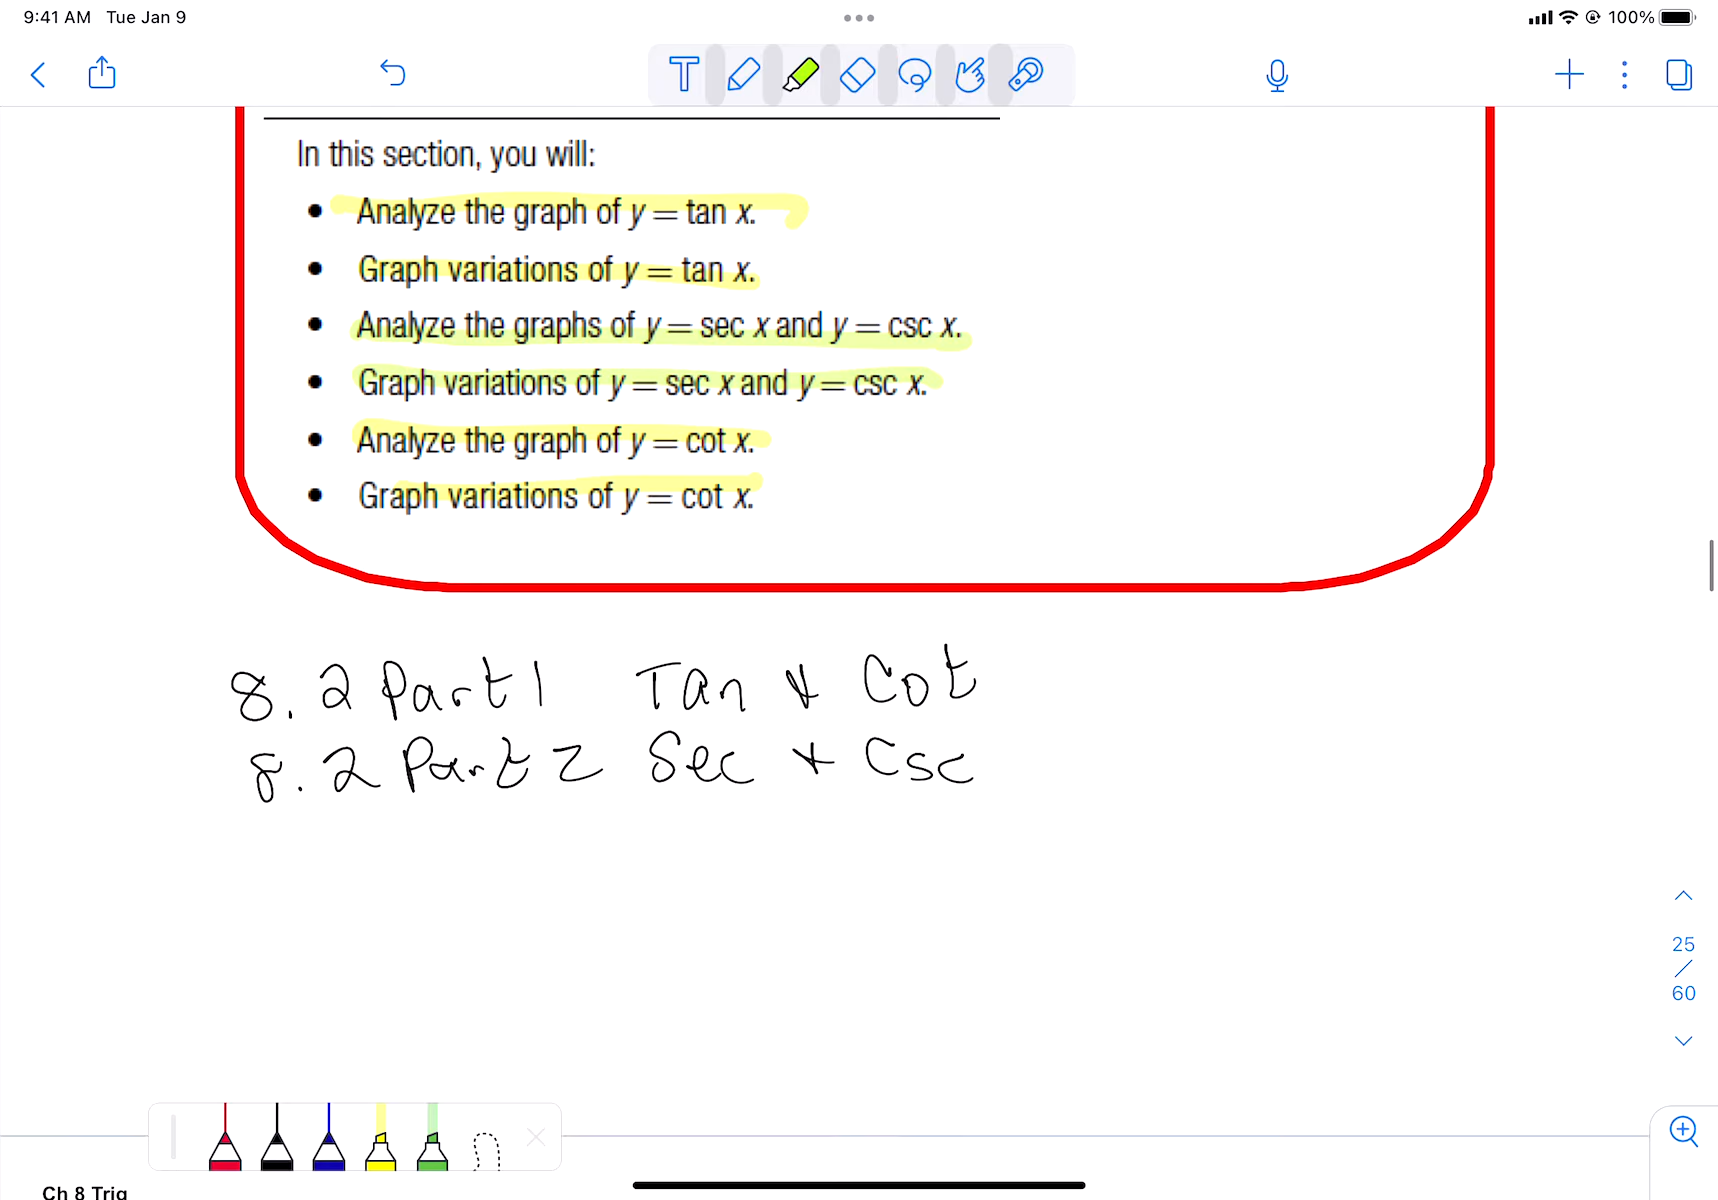 9:41 AM Tue Jan 9 100%
In this section, you will:
• Analyze the graph of y = tan x.
• Graph variations of y = tan x.
• Analyze the graphs of y = sec x and y = csc x.
• Graph variations of y = sec x and y = csc x.
• Analyze the graph of y = cot x.
• Graph variations of y = cot x.
8.2 Part 1 Tan & Cot
8.2 Part 2 Sec & Csc
25
/
60
Ch 8 Trig